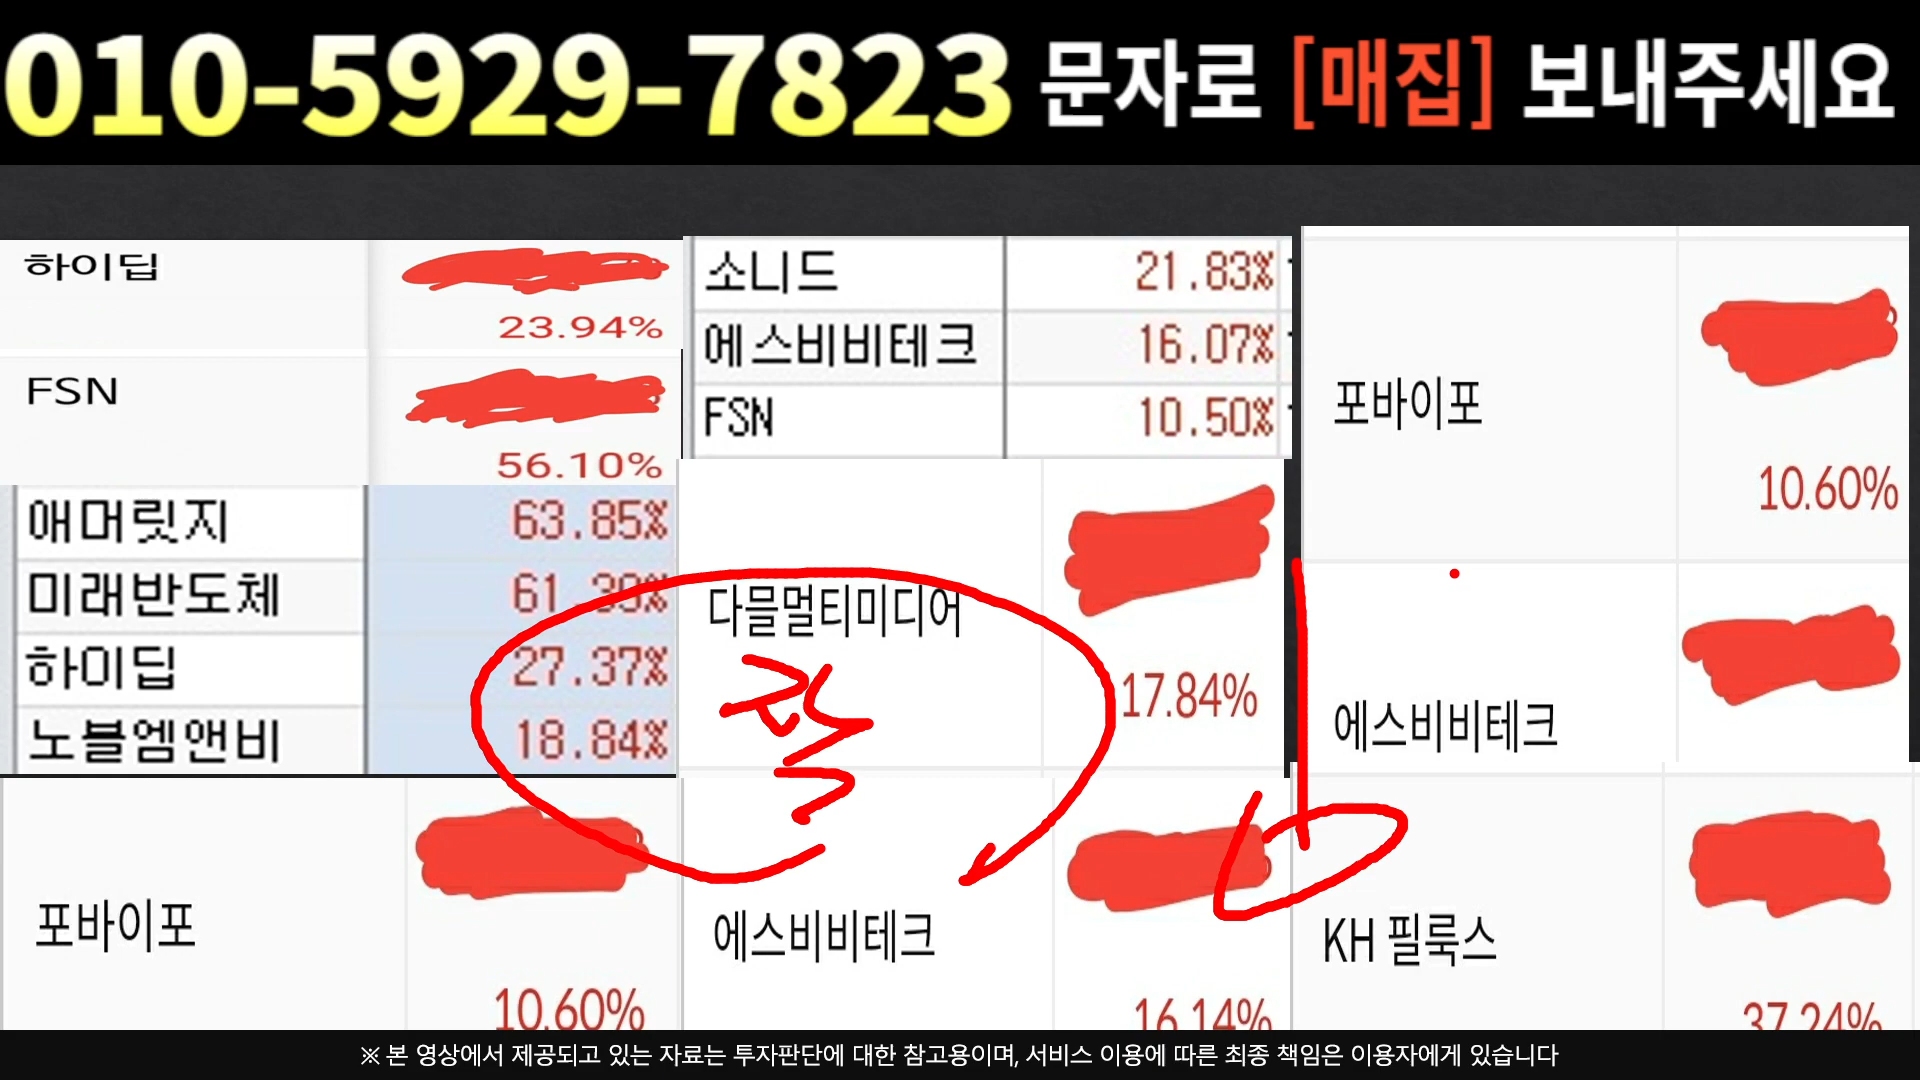 010-5929-7823 문자로 [매집] 보내주세요
하이딥
23.94%
FSN
56.10%
애머릿지 63.85%
미래반도체 61.39%
하이딥 27.37%
노블엠앤비 18.84%
소니드 21.83%
에스비비테크 16.07%
FSN 10.50%
다믈멀티미디어
17.84%
잘
포바이포
10.60%
에스비비테크
포바이포
10.60%
에스비비테크
16.14%
KH 필룩스
37.24%
※ 본 영상에서 제공되고 있는 자료는 투자판단에 대한 참고용이며, 서비스 이용에 따른 최종 책임은 이용자에게 있습니다